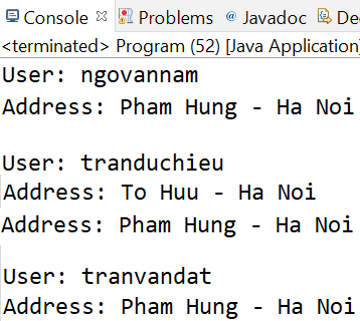 Console Problems @ Javadoc De
<terminated> Program (52) [Java Application]
User: ngovannam
Address: Pham Hung - Ha Noi
User: tranduchieu
Address: To Huu - Ha Noi
Address: Pham Hung - Ha Noi
User: tranvandat
Address: Pham Hung - Ha Noi